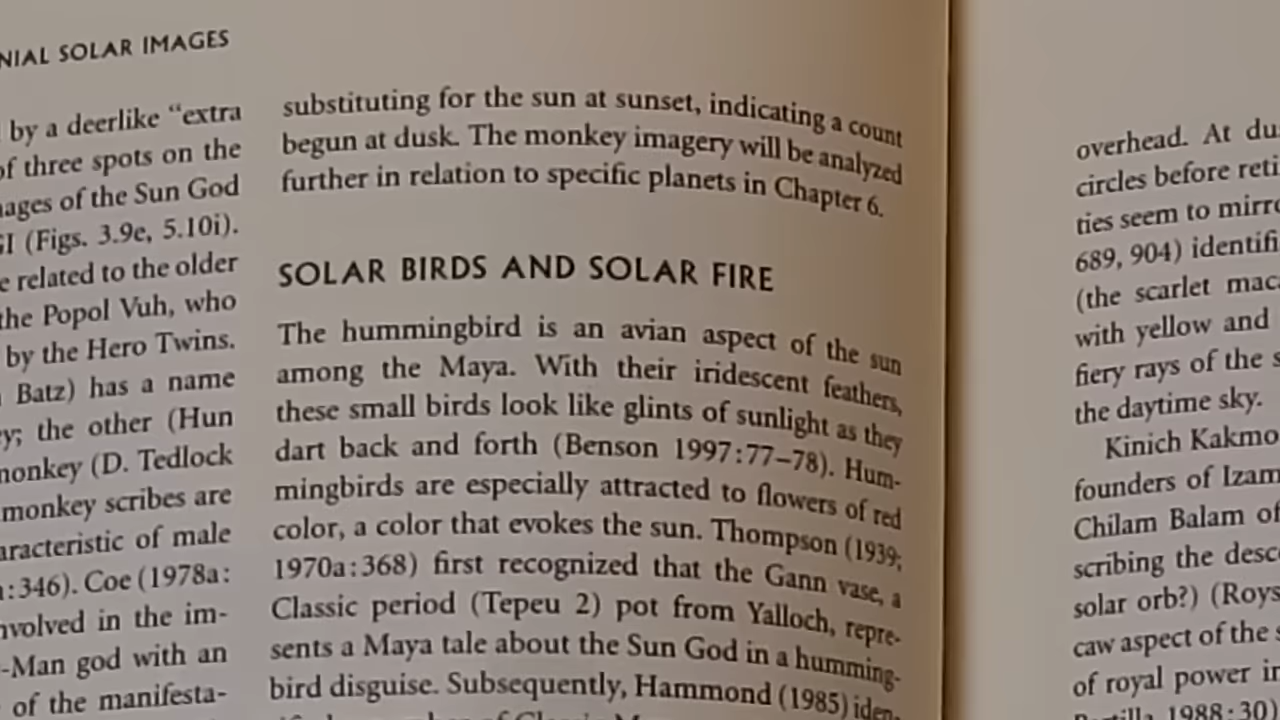 NIAL SOLAR IMAGES
by a deerlike “extra
of three spots on the
ages of the Sun God
GI (Figs. 3.9e, 5.10i).
e related to the older
the Popol Vuh, who
by the Hero Twins.
Batz) has a name
y; the other (Hun
monkey (D. Tedlock
monkey scribes are
aracteristic of male
:346). Coe (1978a:
nvolved in the im-
-Man god with an
of the manifesta-
substituting for the sun at sunset, indicating a count
begun at dusk. The monkey imagery will be analyzed
further in relation to specific planets in Chapter 6.
SOLAR BIRDS AND SOLAR FIRE
The hummingbird is an avian aspect of the sun
among the Maya. With their iridescent feathers,
these small birds look like glints of sunlight as they
dart back and forth (Benson 1997:77–78). Hum-
mingbirds are especially attracted to flowers of red
color, a color that evokes the sun. Thompson (1939;
1970a:368) first recognized that the Gann vase, a
Classic period (Tepeu 2) pot from Yalloch, repre-
sents a Maya tale about the Sun God in a humming-
bird disguise. Subsequently, Hammond (1985) iden-
overhead. At du
circles before reti
ties seem to mirro
689, 904) identifi
(the scarlet maca
with yellow and
fiery rays of the s
the daytime sky.
Kinich Kakmo
founders of Izam
Chilam Balam of
scribing the desce
solar orb?) (Roys
caw aspect of the s
of royal power in
1988:30)